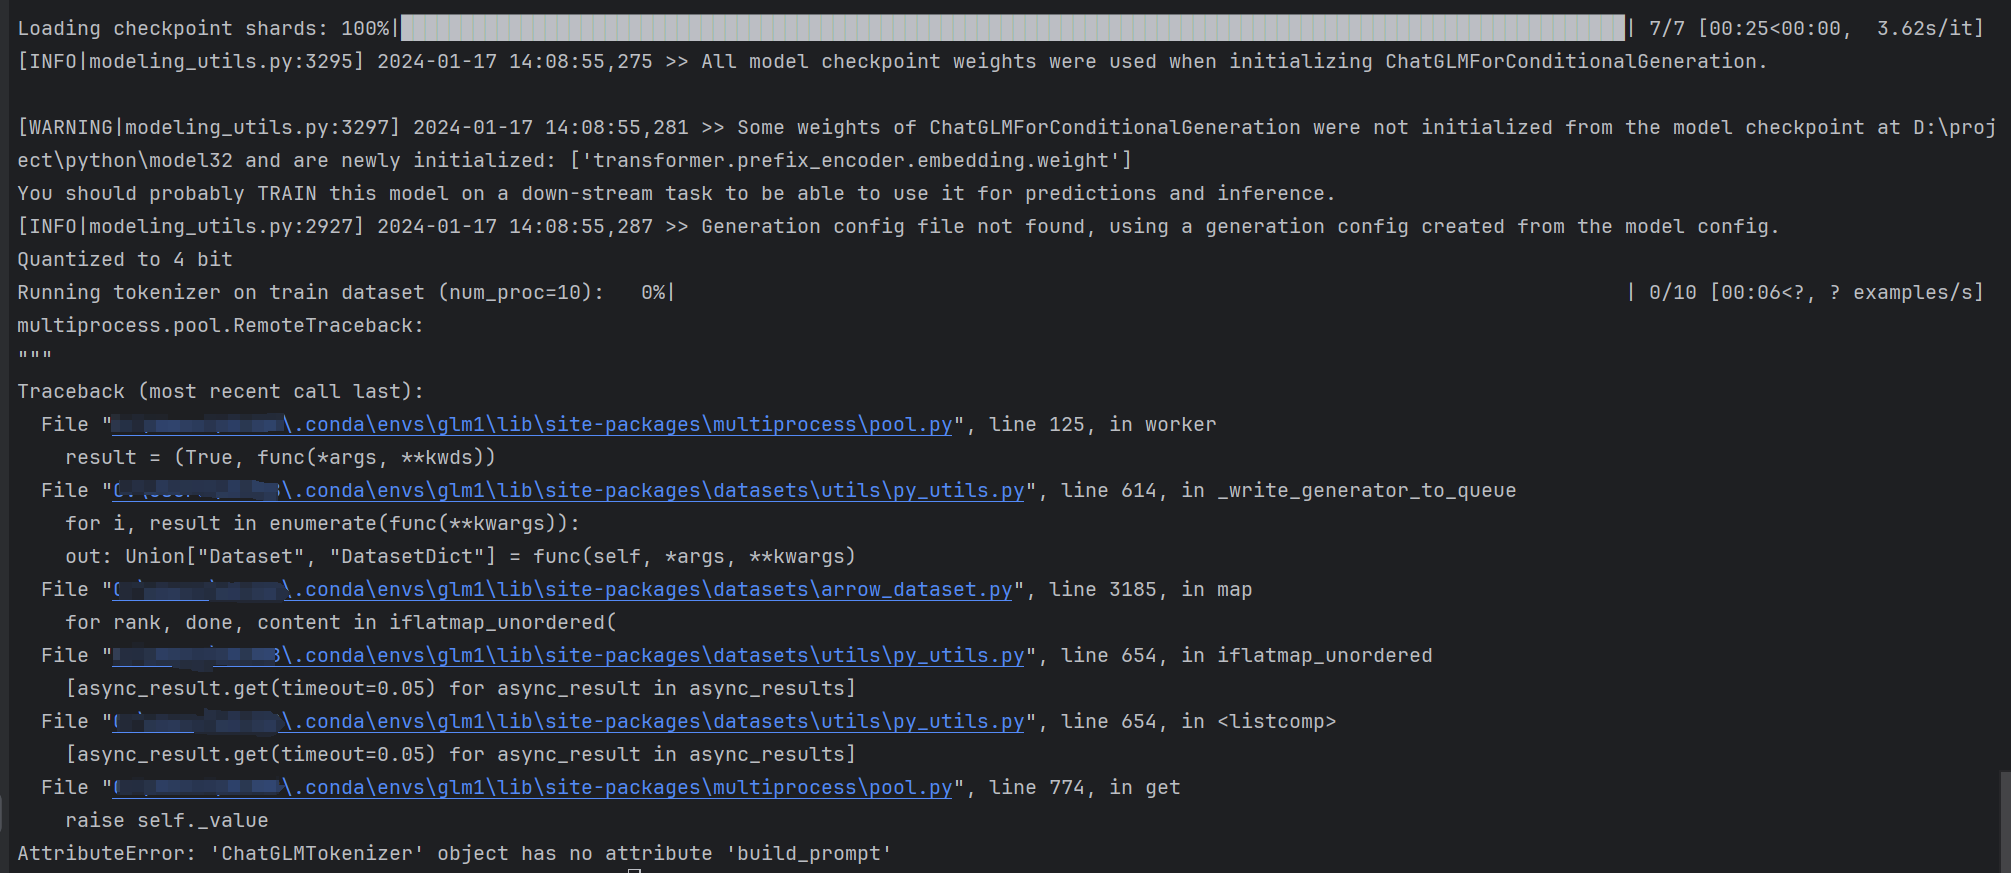 Loading checkpoint shards: 100%| | 7/7 [00:25<00:00,  3.62s/it]
[INFO|modeling_utils.py:3295] 2024-01-17 14:08:55,275 >> All model checkpoint weights were used when initializing ChatGLMForConditionalGeneration.
[WARNING|modeling_utils.py:3297] 2024-01-17 14:08:55,281 >> Some weights of ChatGLMForConditionalGeneration were not initialized from the model checkpoint at D:\proj
ect\python\model32 and are newly initialized: ['transformer.prefix_encoder.embedding.weight']
You should probably TRAIN this model on a down-stream task to be able to use it for predictions and inference.
[INFO|modeling_utils.py:2927] 2024-01-17 14:08:55,287 >> Generation config file not found, using a generation config created from the model config.
Quantized to 4 bit
Running tokenizer on train dataset (num_proc=10):   0%| | 0/10 [00:06<?, ? examples/s]
multiprocess.pool.RemoteTraceback:
"""
Traceback (most recent call last):
  File "\.conda\envs\glm1\lib\site-packages\multiprocess\pool.py", line 125, in worker
    result = (True, func(*args, **kwds))
  File "\.conda\envs\glm1\lib\site-packages\datasets\utils\py_utils.py", line 614, in _write_generator_to_queue
    for i, result in enumerate(func(**kwargs)):
    out: Union["Dataset", "DatasetDict"] = func(self, *args, **kwargs)
  File "\.conda\envs\glm1\lib\site-packages\datasets\arrow_dataset.py", line 3185, in map
    for rank, done, content in iflatmap_unordered(
  File "\.conda\envs\glm1\lib\site-packages\datasets\utils\py_utils.py", line 654, in iflatmap_unordered
    [async_result.get(timeout=0.05) for async_result in async_results]
  File "\.conda\envs\glm1\lib\site-packages\datasets\utils\py_utils.py", line 654, in <listcomp>
    [async_result.get(timeout=0.05) for async_result in async_results]
  File "\.conda\envs\glm1\lib\site-packages\multiprocess\pool.py", line 774, in get
    raise self._value
AttributeError: 'ChatGLMTokenizer' object has no attribute 'build_prompt'